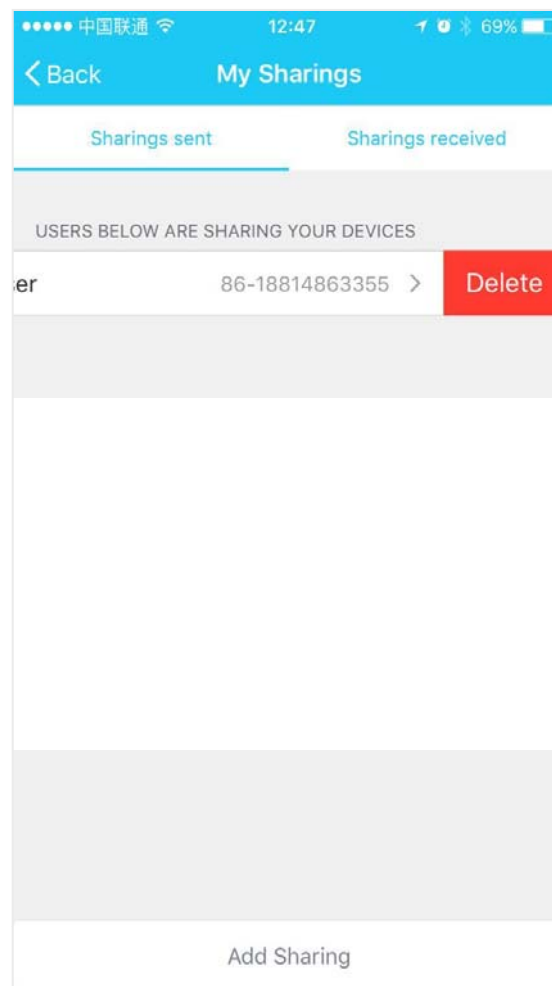 中国联通 12:47 69%
Back My Sharings
Sharings sent Sharings received
USERS BELOW ARE SHARING YOUR DEVICES
er 86-18814863355 Delete
Add Sharing